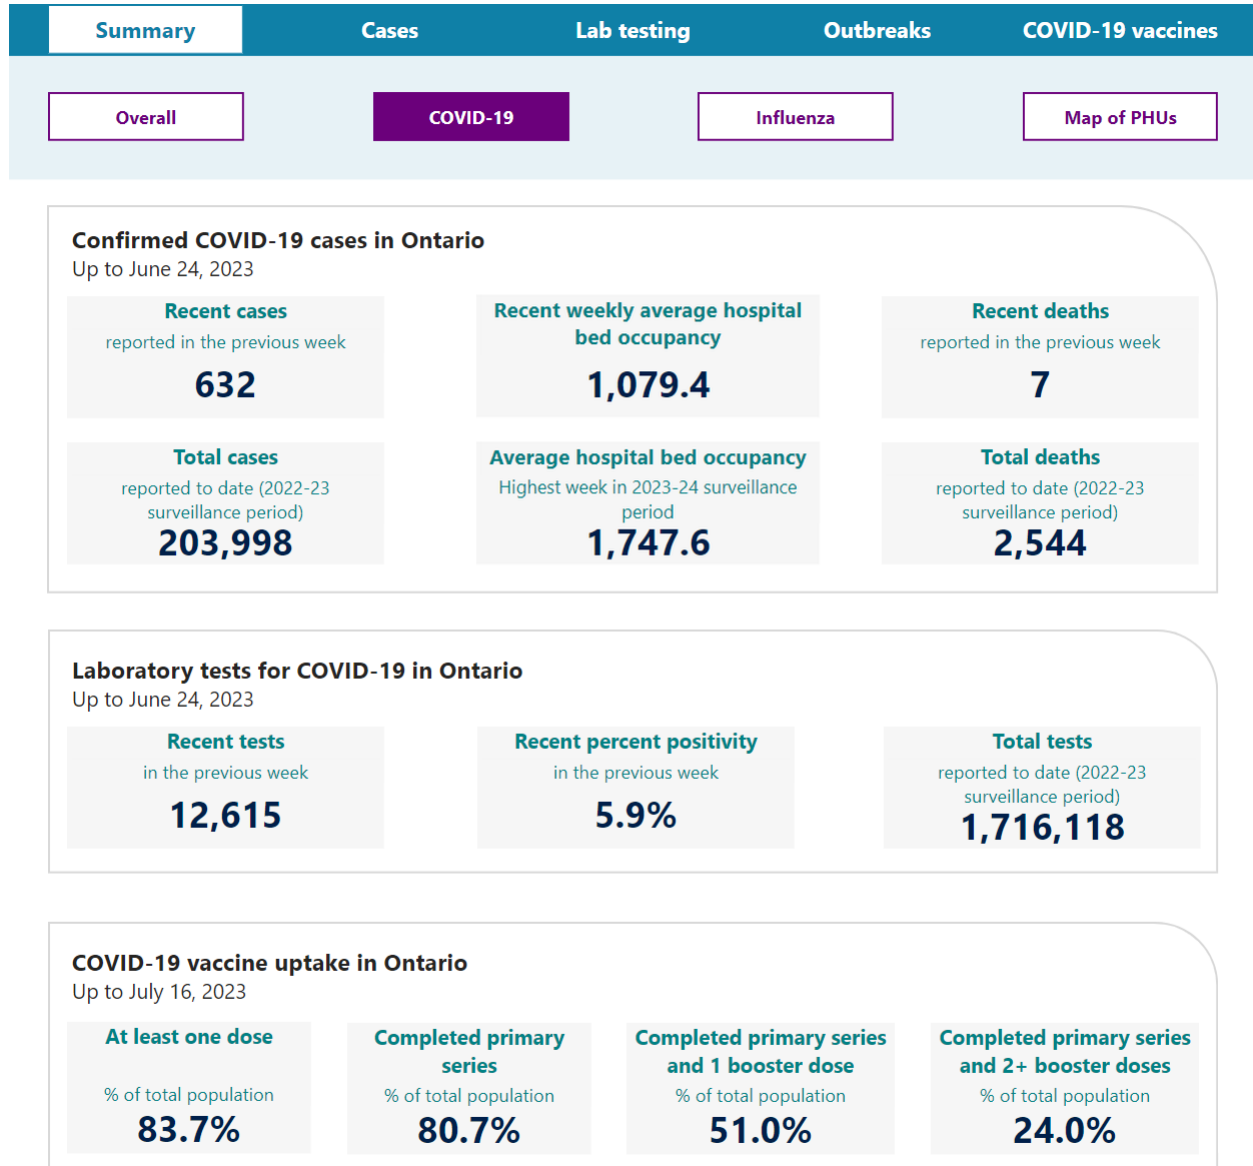 Summary
Cases
Lab testing
Outbreaks
COVID-19 vaccines
Overall
COVID-19
Influenza
Map of PHUs
Confirmed COVID-19 cases in Ontario
Up to June 24, 2023
Recent cases
reported in the previous week
632
Recent weekly average hospital
bed occupancy
1,079.4
Recent deaths
reported in the previous week
7
Total cases
reported to date (2022-23
surveillance period)
203,998
Average hospital bed occupancy
Highest week in 2023-24 surveillance
period
1,747.6
Total deaths
reported to date (2022-23
surveillance period)
2,544
Laboratory tests for COVID-19 in Ontario
Up to June 24, 2023
Recent tests
in the previous week
12,615
Recent percent positivity
in the previous week
5.9%
Total tests
reported to date (2022-23
surveillance period)
1,716,118
COVID-19 vaccine uptake in Ontario
Up to July 16, 2023
At least one dose
% of total population
83.7%
Completed primary
series
% of total population
80.7%
Completed primary series
and 1 booster dose
% of total population
51.0%
Completed primary series
and 2+ booster doses
% of total population
24.0%